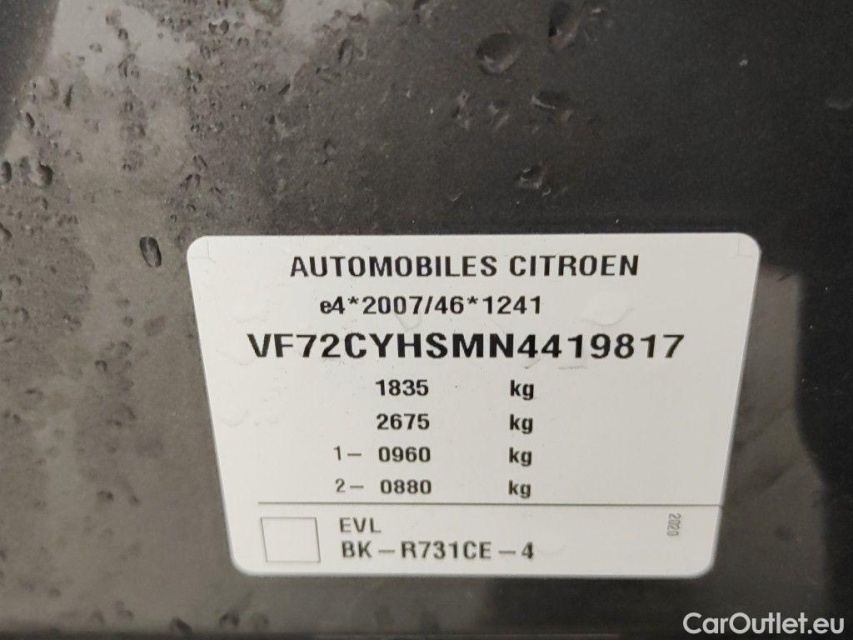 AUTOMOBILES CITROEN
e4*2007/46*1241
VF72CYHSMN4419817
1835 kg
2675 kg
1- 0960 kg
2- 0880 kg
EVL
BK-R731CE-4
2020
CarOutlet.eu